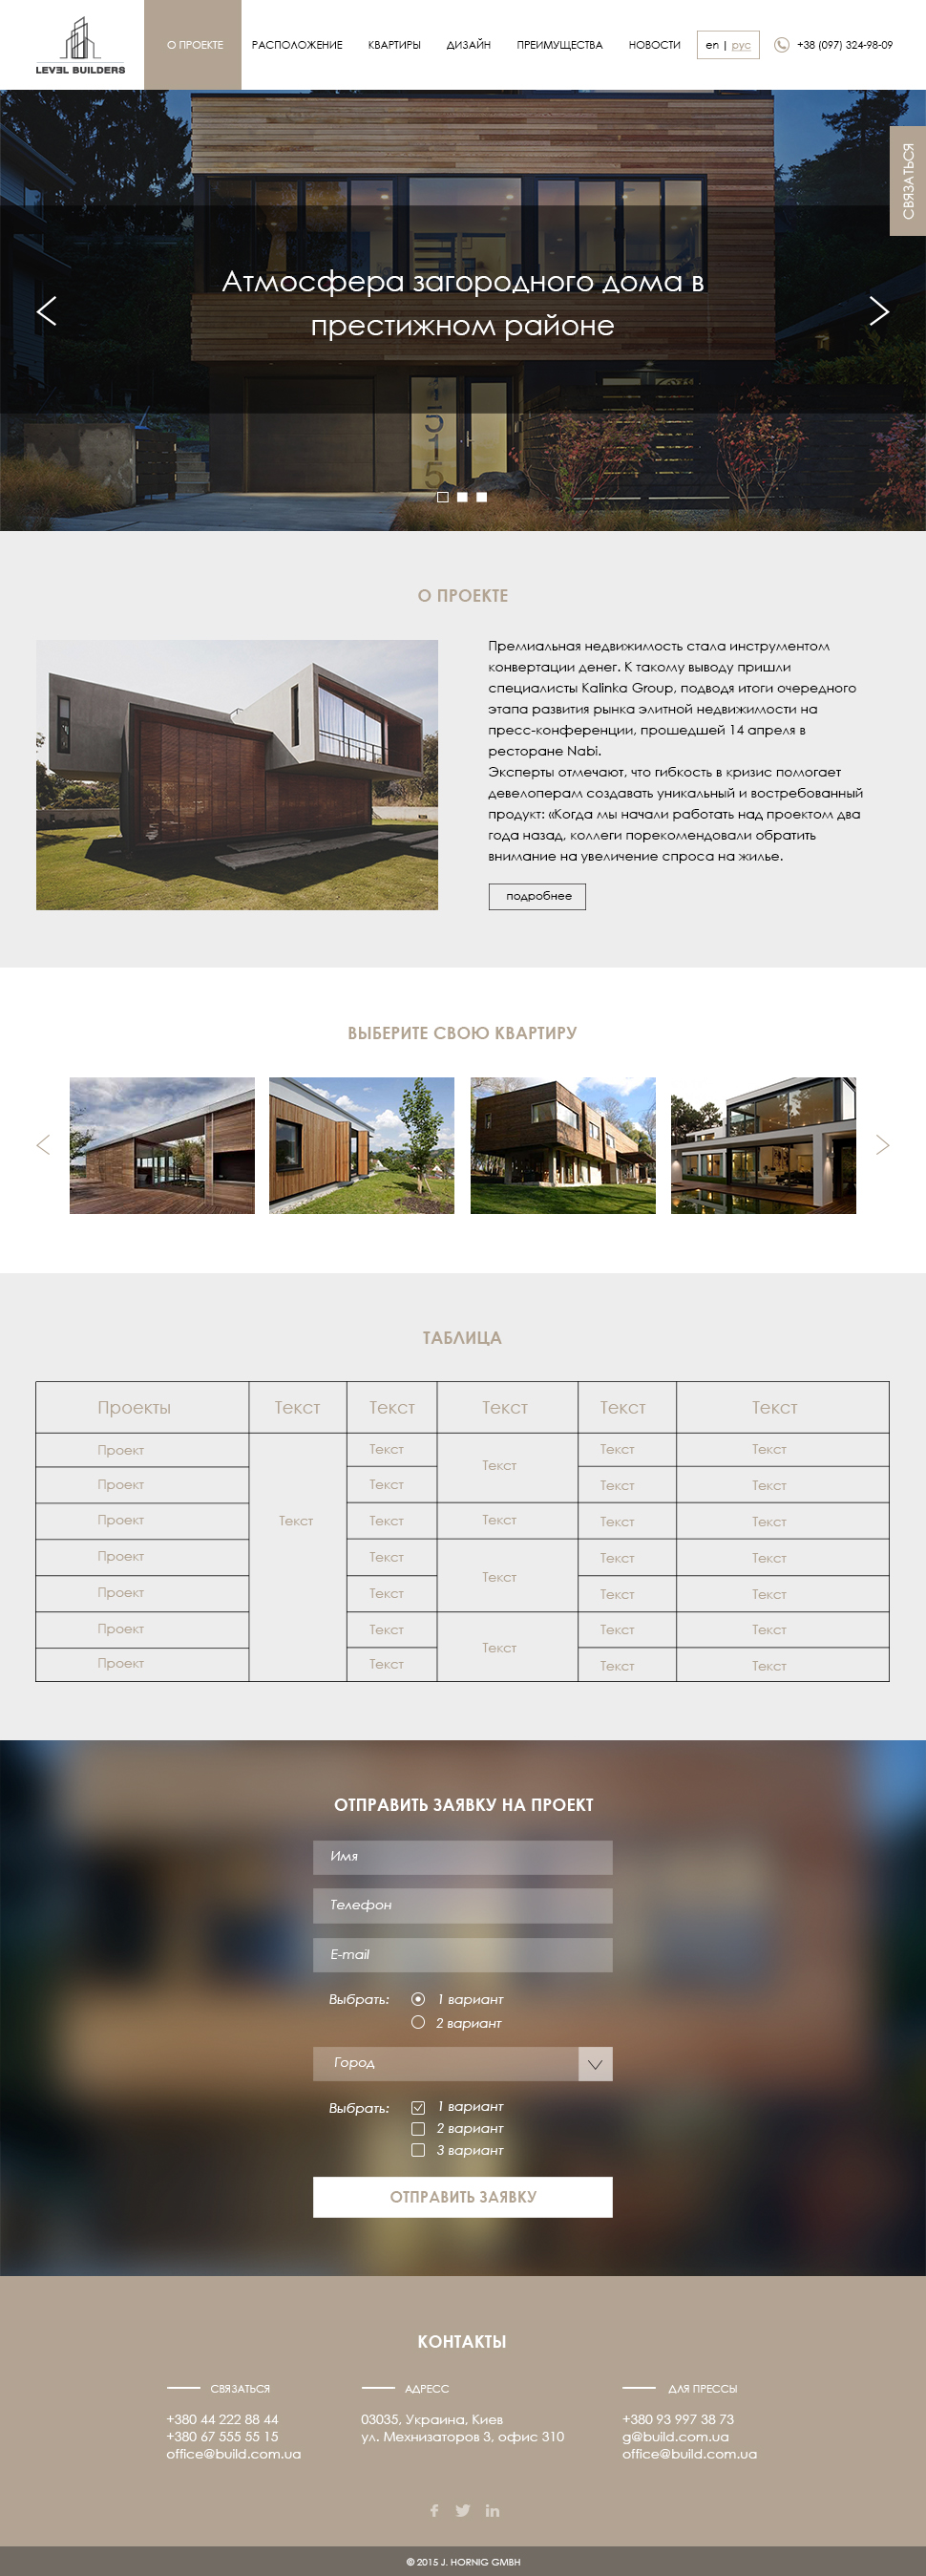 LEVEL BUILDERS
О ПРОЕКТЕ
РАСПОЛОЖЕНИЕ
КВАРТИРЫ
ДИЗАЙН
ПРЕИМУЩЕСТВА
НОВОСТИ
en | рус
+38 (097) 324-98-09
СВЯЗАТЬСЯ
Атмосфера загородного дома в
престижном районе
1515
О ПРОЕКТЕ
Премиальная недвижимость стала инструментом
конвертации денег. К такому выводу пришли
специалисты Kalinka Group, подводя итоги очередного
этапа развития рынка элитной недвижимости на
пресс-конференции, прошедшей 14 апреля в
ресторане Nabi.
Эксперты отмечают, что гибкость в кризис помогает
девелоперам создавать уникальный и востребованный
продукт: «Когда мы начали работать над проектом два
года назад, коллеги порекомендовали обратить
внимание на увеличение спроса на жилье.
подробнее
ВЫБЕРИТЕ СВОЮ КВАРТИРУ
ТАБЛИЦА
Проекты Текст Текст Текст Текст Текст
Проект Текст Текст Текст Текст
Проект Текст Текст Текст
Проект Текст Текст Текст Текст Текст
Проект Текст Текст Текст Текст
Проект Текст Текст Текст
Проект Текст Текст Текст Текст
Проект Текст Текст Текст
ОТПРАВИТЬ ЗАЯВКУ НА ПРОЕКТ
Имя
Телефон
E-mail
Выбрать: 1 вариант
2 вариант
Город
Выбрать: 1 вариант
2 вариант
3 вариант
ОТПРАВИТЬ ЗАЯВКУ
КОНТАКТЫ
СВЯЗАТЬСЯ
+380 44 222 88 44
+380 67 555 55 15
office@build.com.ua
АДРЕСС
03035, Украина, Киев
ул. Мехнизаторов 3, офис 310
ДЛЯ ПРЕССЫ
+380 93 997 38 73
g@build.com.ua
office@build.com.ua
© 2015 J. HORNIG GMBH